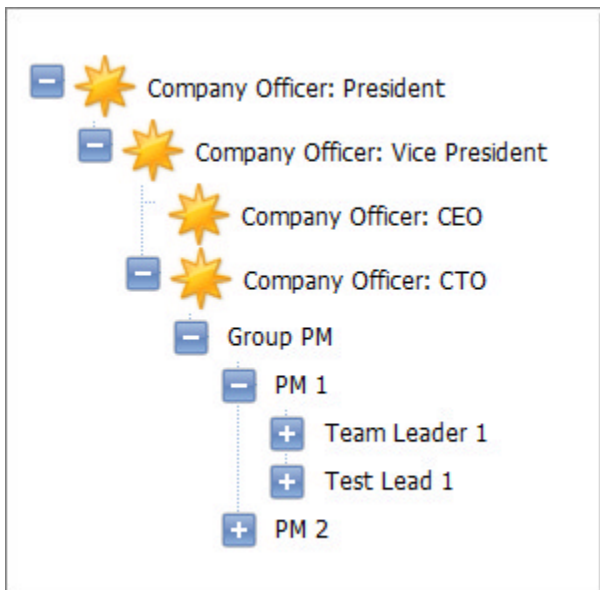 Company Officer: President
Company Officer: Vice President
Company Officer: CEO
Company Officer: CTO
Group PM
PM 1
Team Leader 1
Test Lead 1
PM 2